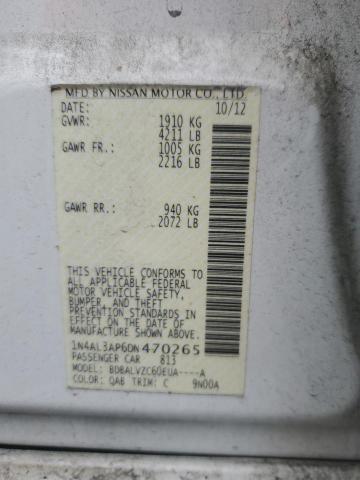 MFD BY NISSAN MOTOR CO., LTD.
DATE: 10/12
GVWR: 1910 KG
4211 LB
GAWR FR.: 1005 KG
2216 LB
GAWR RR.: 940 KG
2072 LB
THIS VEHICLE CONFORMS TO
ALL APPLICABLE FEDERAL
MOTOR VEHICLE SAFETY,
BUMPER, AND THEFT
PREVENTION STANDARDS
IN EFFECT ON THE DATE OF
MANUFACTURE SHOWN ABOVE.
1N4AL3AP6DN470265
PASSENGER CAR 813
MODEL: BDBALVZC60EUA----A
COLOR: QAB TRIM: C 9N00A